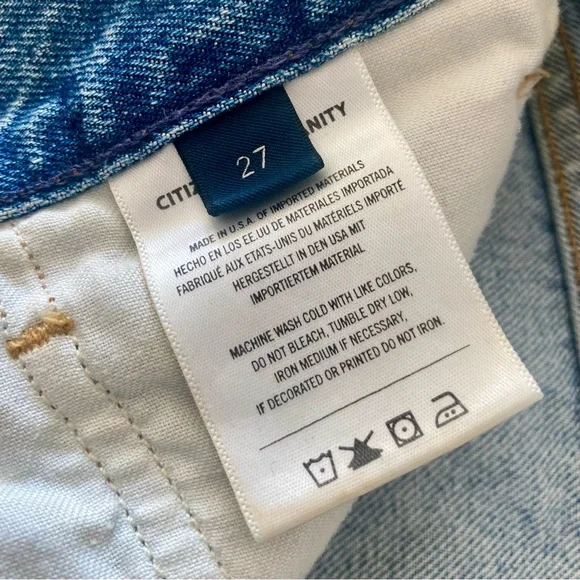 27
CITIZ NITY
MADE IN U.S.A. OF IMPORTED MATERIALS
HECHO EN LOS EE.UU DE MATERIALES IMPORTADA
FABRIQUÉ AUX ETATS-UNIS DU MATÉRIELS IMPORTÉ
HERGESTELLT IN DEN USA MIT
IMPORTIERTEM MATERIAL
MACHINE WASH COLD WITH LIKE COLORS,
DO NOT BLEACH, TUMBLE DRY LOW,
IRON MEDIUM IF NECESSARY,
IF DECORATED OR PRINTED DO NOT IRON.